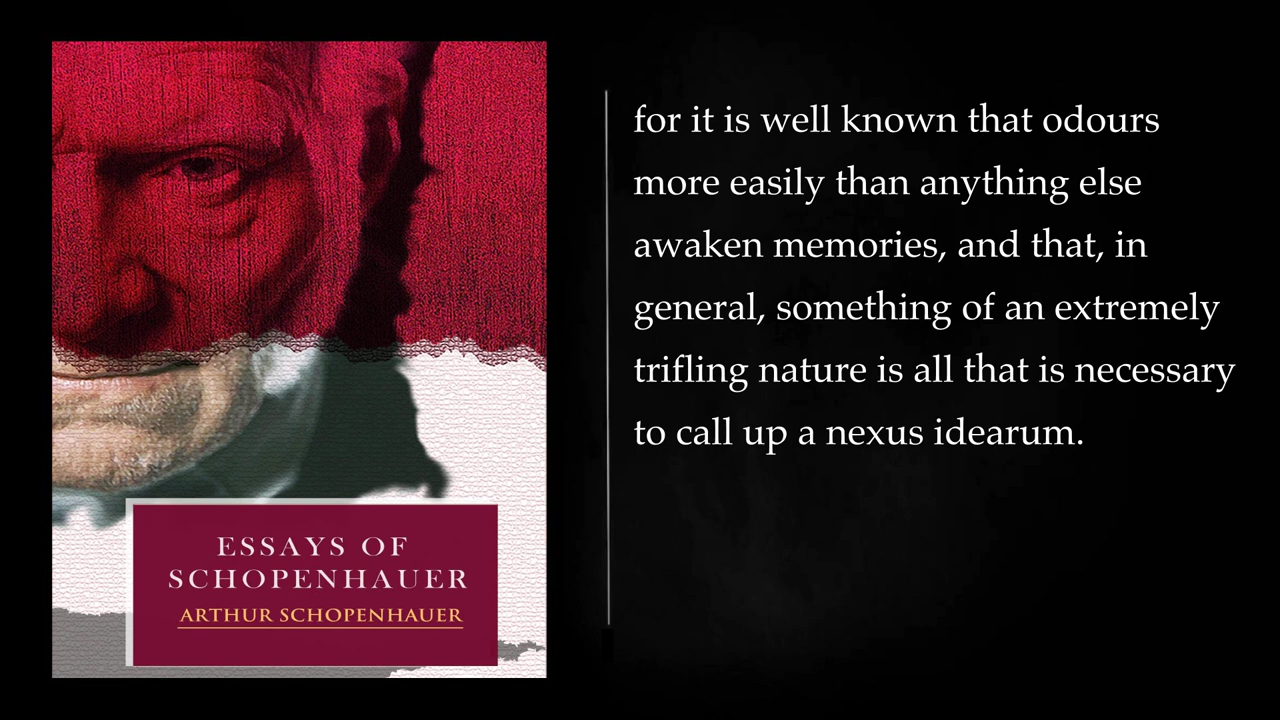 ESSAYS OF
SCHOPENHAUER
ARTHUR SCHOPENHAUER
for it is well known that odours
more easily than anything else
awaken memories, and that, in
general, something of an extremely
trifling nature is all that is necessary
to call up a nexus idearum.